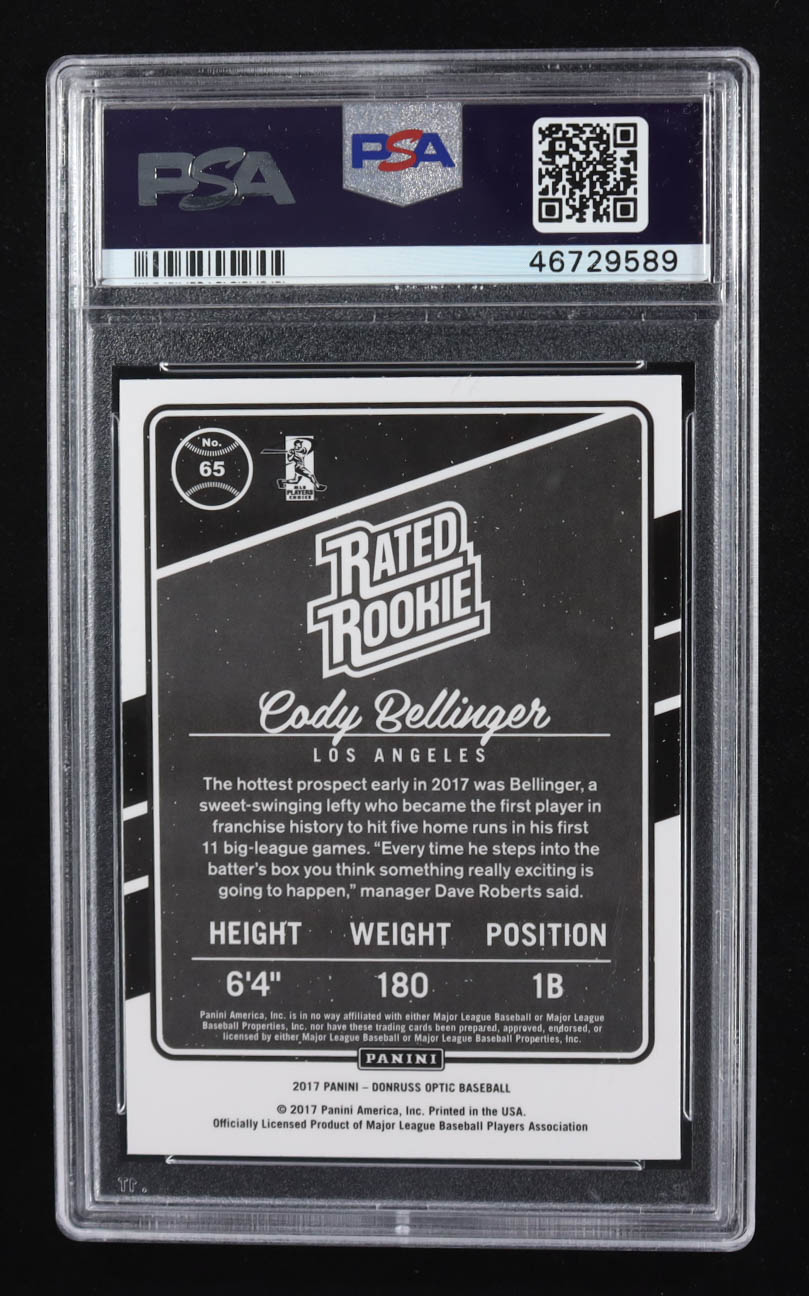 PSA
PSA
46729589
No.
65
MLB
PLAYERS
CHOICE
RATED
ROOKIE
Cody Bellinger
LOS ANGELES
The hottest prospect early in 2017 was Bellinger, a
sweet-swinging lefty who became the first player in
franchise history to hit five home runs in his first
11 big-league games. “Every time he steps into the
batter’s box you think something really exciting is
going to happen,” manager Dave Roberts said.
HEIGHT WEIGHT POSITION
6'4" 180 1B
Panini America, Inc. is in no way affiliated with either Major League Baseball or Major League
Baseball Properties, Inc. nor have these trading cards been prepared, approved, endorsed, or
licensed by either Major League Baseball or Major League Baseball Properties, Inc.
PANINI
2017 PANINI – DONRUSS OPTIC BASEBALL
© 2017 Panini America, Inc. Printed in the USA.
Officially Licensed Product of Major League Baseball Players Association